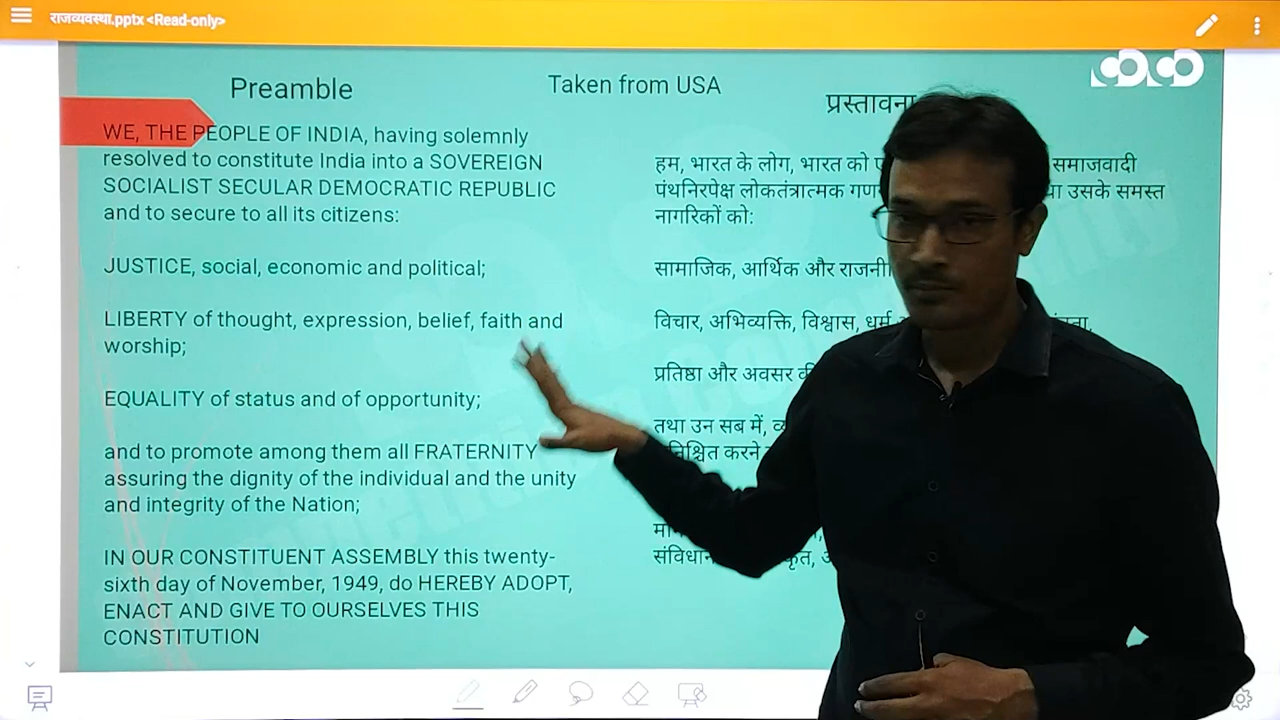 राजव्यवस्था.pptx <Read-only>
Preamble
Taken from USA
WE, THE PEOPLE OF INDIA, having solemnly
resolved to constitute India into a SOVEREIGN
SOCIALIST SECULAR DEMOCRATIC REPUBLIC
and to secure to all its citizens:
JUSTICE, social, economic and political;
LIBERTY of thought, expression, belief, faith and
worship;
EQUALITY of status and of opportunity;
and to promote among them all FRATERNITY
assuring the dignity of the individual and the unity
and integrity of the Nation;
IN OUR CONSTITUENT ASSEMBLY this twenty-
sixth day of November, 1949, do HEREBY ADOPT,
ENACT AND GIVE TO OURSELVES THIS
CONSTITUTION
प्रस्तावना
हम, भारत के लोग, भारत को समाजवादी
पंथनिरपेक्ष लोकतंत्रात्मक उसके समस्त
नागरिकों को:
सामाजिक, आर्थिक और
विचार, अभिव्यक्ति, विश्वास, धर्म
प्रतिष्ठा और अवसर
तथा उन सब में,
करने